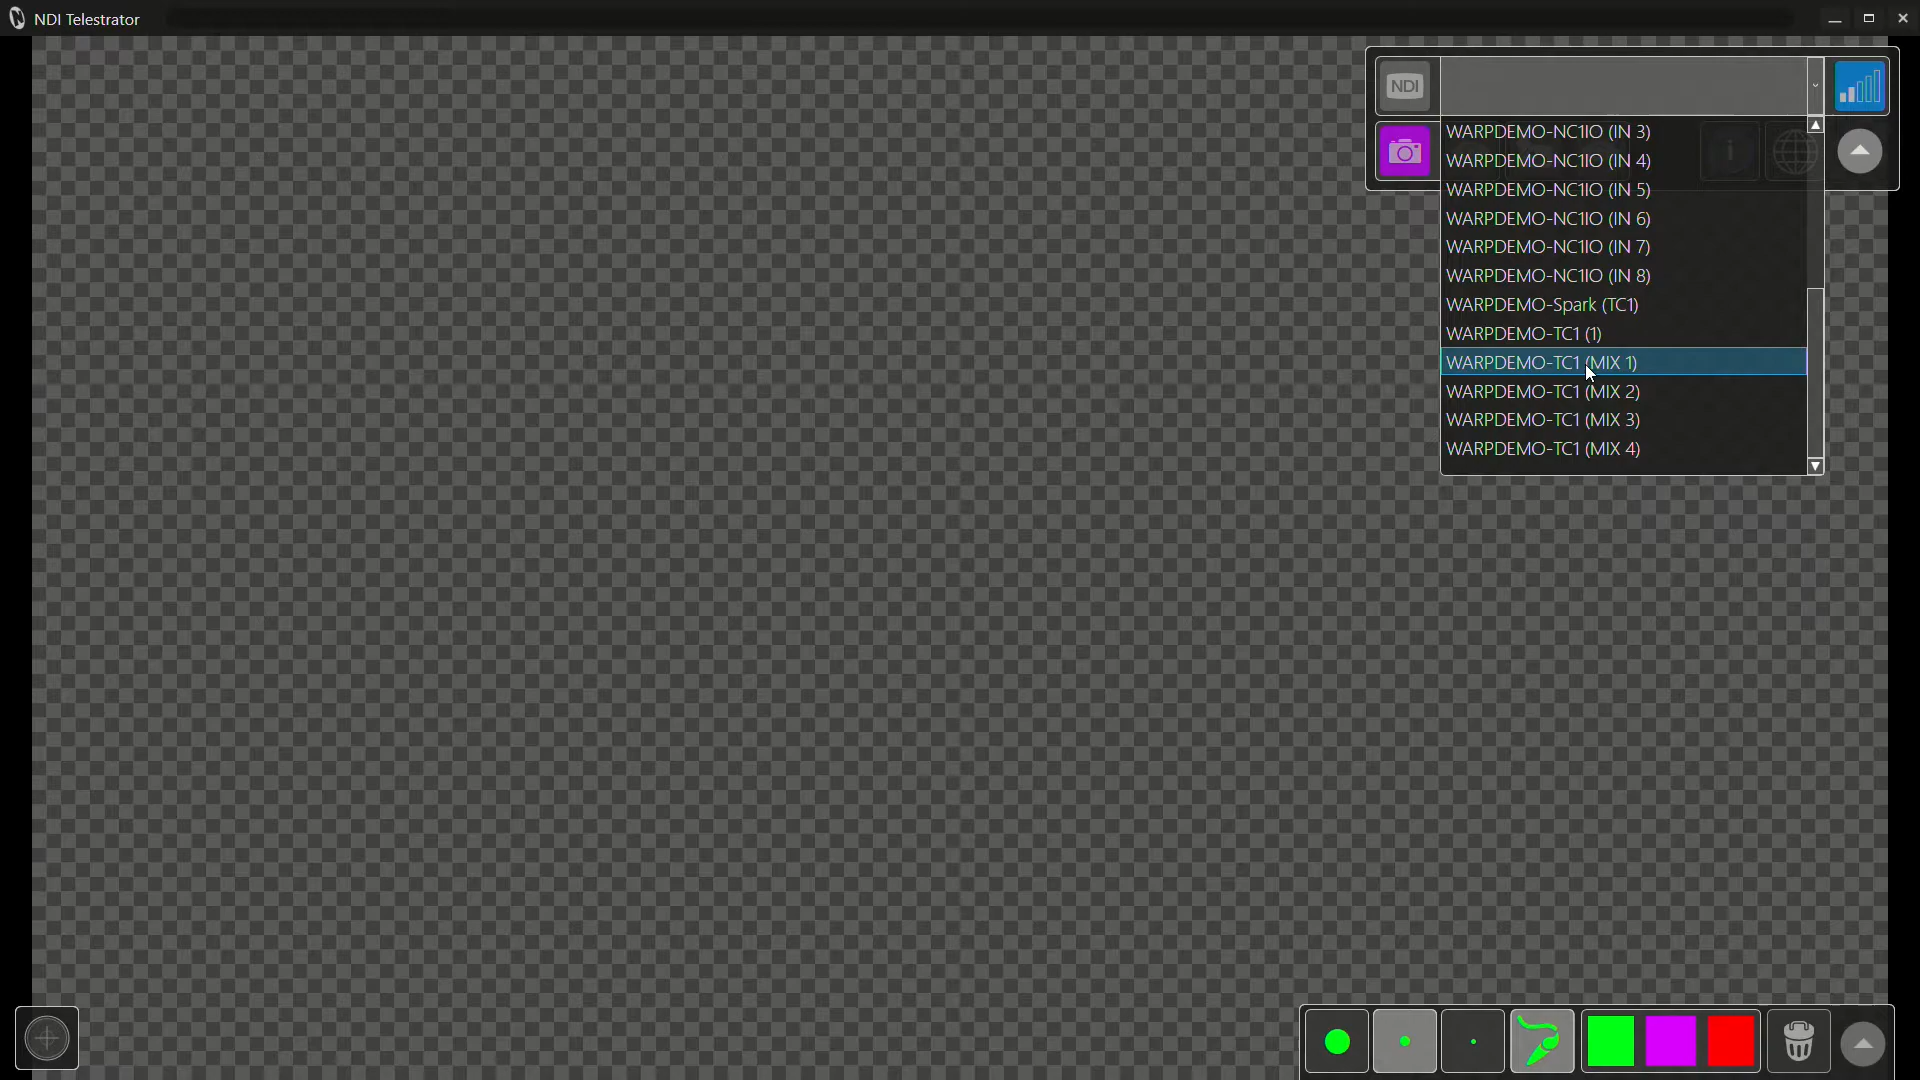 NDI Telestrator
NDI
WARPDEMO-NC1IO (IN 3)
WARPDEMO-NC1IO (IN 4)
WARPDEMO-NC1IO (IN 5)
WARPDEMO-NC1IO (IN 6)
WARPDEMO-NC1IO (IN 7)
WARPDEMO-NC1IO (IN 8)
WARPDEMO-Spark (TC1)
WARPDEMO-TC1 (1)
WARPDEMO-TC1 (MIX 1)
WARPDEMO-TC1 (MIX 2)
WARPDEMO-TC1 (MIX 3)
WARPDEMO-TC1 (MIX 4)